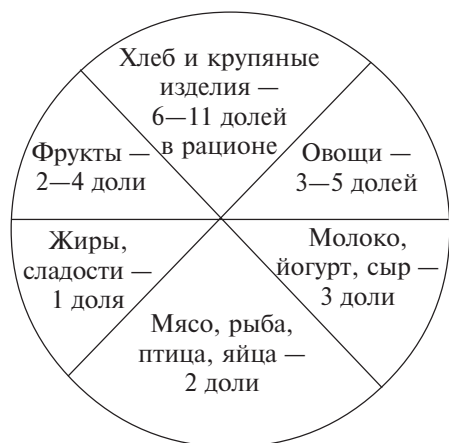 Хлеб и крупяные
изделия —
6—11 долей
в рационе
Овощи —
3—5 долей
Молоко,
йогурт, сыр —
3 доли
Мясо, рыба,
птица, яйца —
2 доли
Жиры,
сладости —
1 доля
Фрукты —
2—4 доли